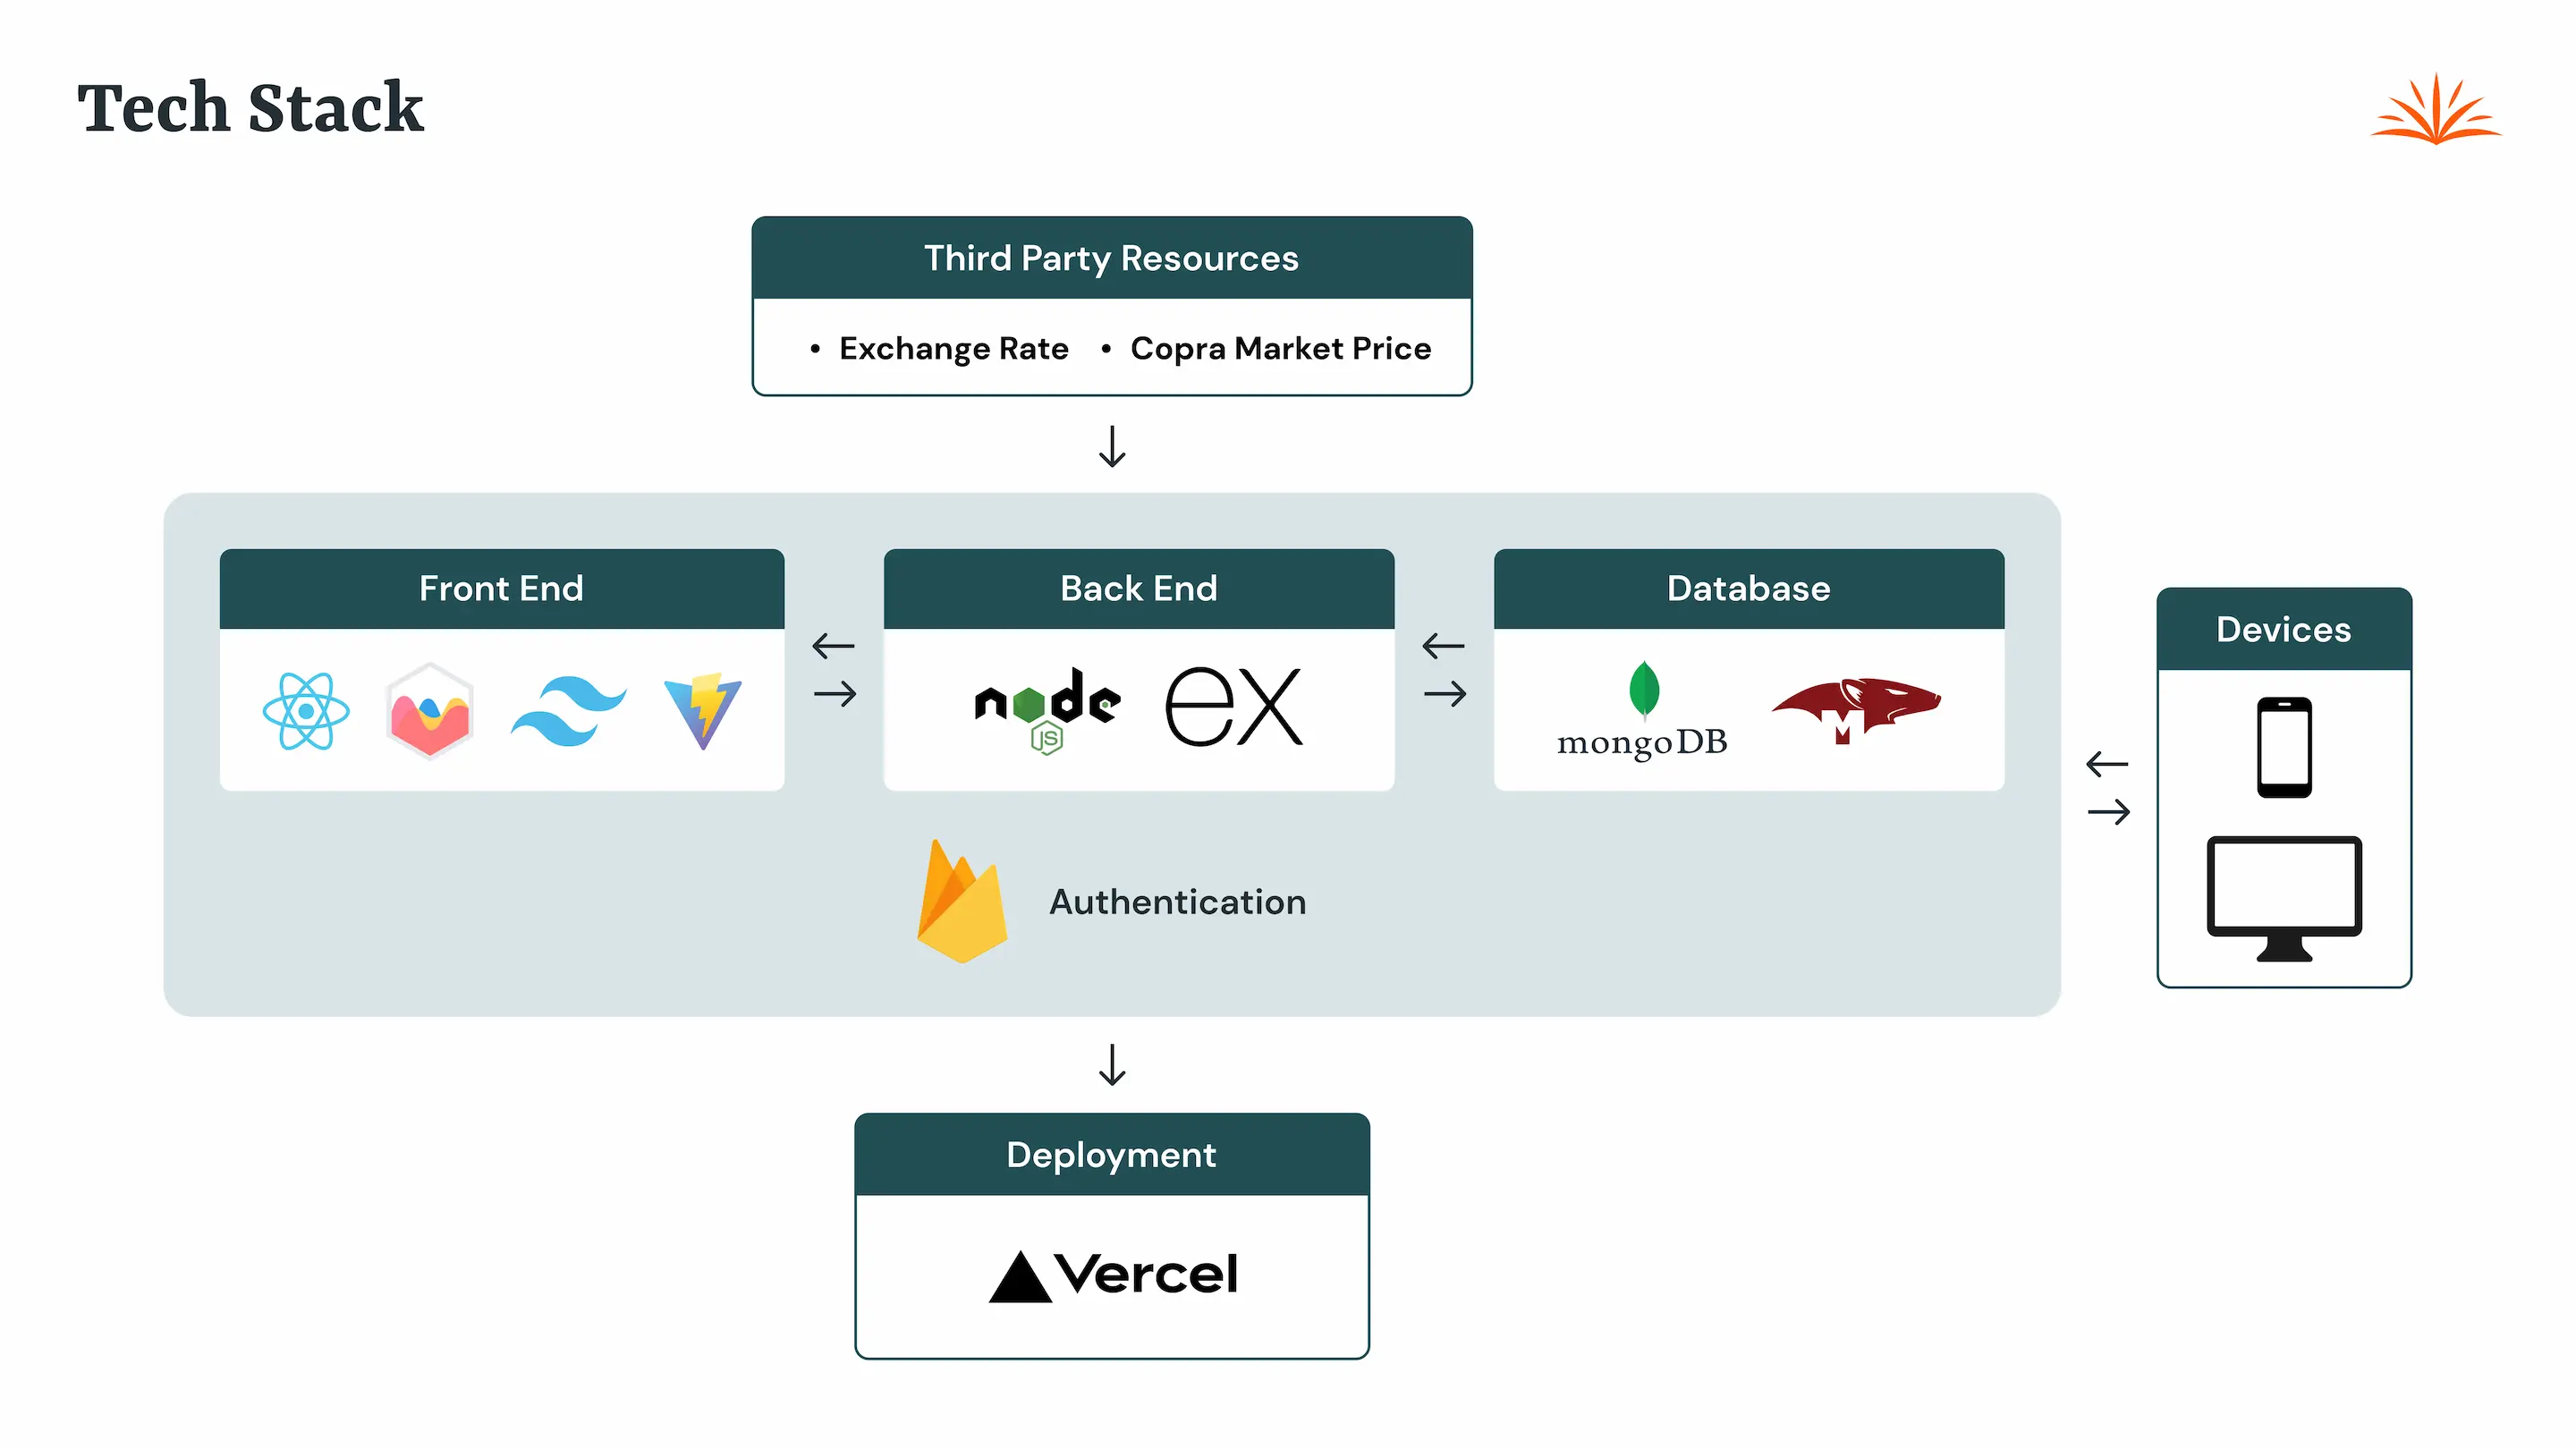 Tech Stack
Third Party Resources
• Exchange Rate • Copra Market Price
Front End
Back End
Database
Devices
node
JS
ex
mongoDB
M
Authentication
Deployment
Vercel